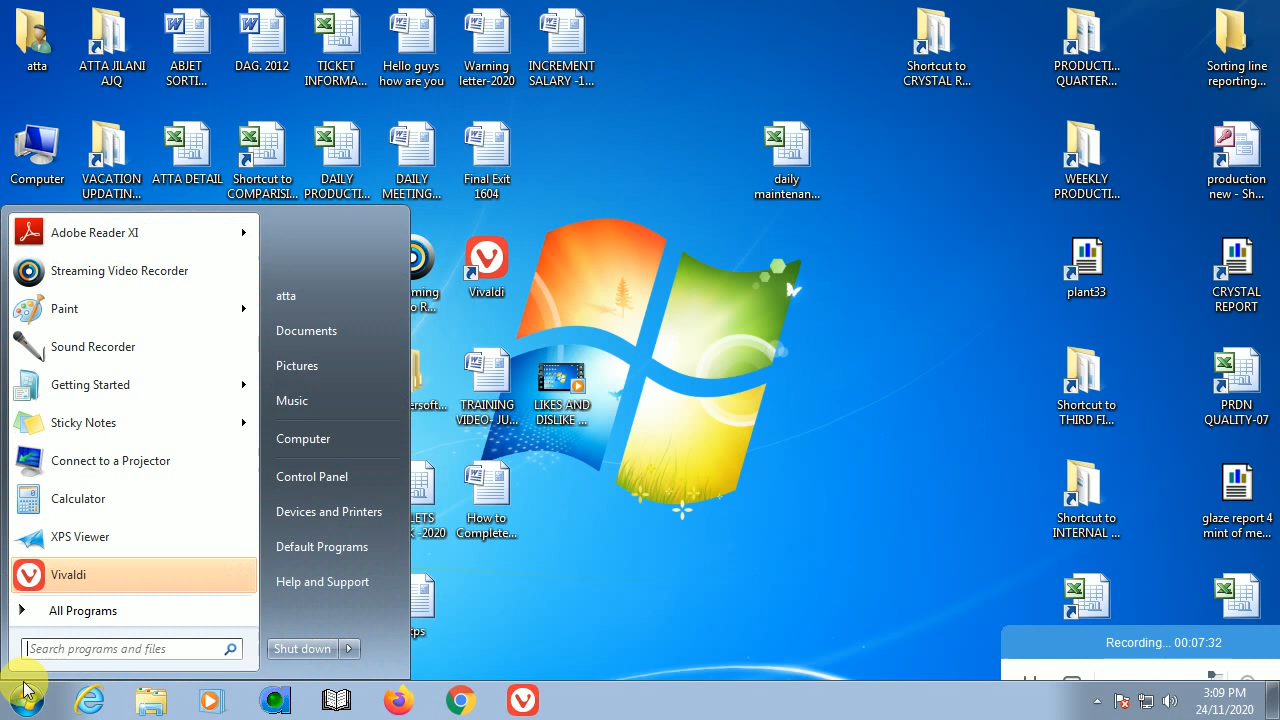 atta
ATTA JILANI
AJQ
ABJET
SORTI...
DAG. 2012
TICKET
INFORMA...
Hello guys
how are you
Warning
letter-2020
INCREMENT
SALARY -1...
Shortcut to
CRYSTAL R...
PRODUCTI...
QUARTER...
Sorting line
reporting...
Computer
VACATION
UPDATIN...
ATTA DETAIL
Shortcut to
COMPARISI...
DAILY
PRODUCTI...
DAILY
MEETING...
Final Exit
1604
daily
maintenan...
WEEKLY
PRODUCTI...
production
new - Sh...
Vivaldi
plant33
CRYSTAL
REPORT
TRAINING
VIDEO- JU...
LIKES AND
DISLIKE ...
Shortcut to
THIRD FI...
PRDN
QUALITY-07
How to
Complete...
Shortcut to
INTERNAL ...
glaze report 4
mint of me...
Adobe Reader XI
Streaming Video Recorder
Paint
Sound Recorder
Getting Started
Sticky Notes
Connect to a Projector
Calculator
XPS Viewer
Vivaldi
All Programs
Search programs and files
atta
Documents
Pictures
Music
Computer
Control Panel
Devices and Printers
Default Programs
Help and Support
Shut down
Recording... 00:07:32
3:09 PM
24/11/2020